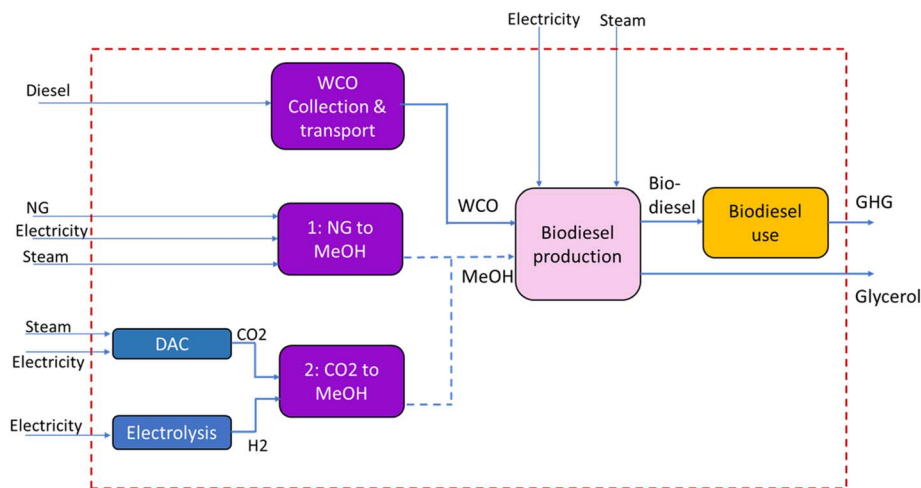 Electricity
Steam
Diesel
WCO
Collection &
transport
NG
Electricity
Steam
1: NG to
MeOH
WCO
MeOH
Biodiesel
production
Bio-
diesel
Biodiesel
use
GHG
Glycerol
Steam
Electricity
DAC
CO2
2: CO2 to
MeOH
Electricity
Electrolysis
H2